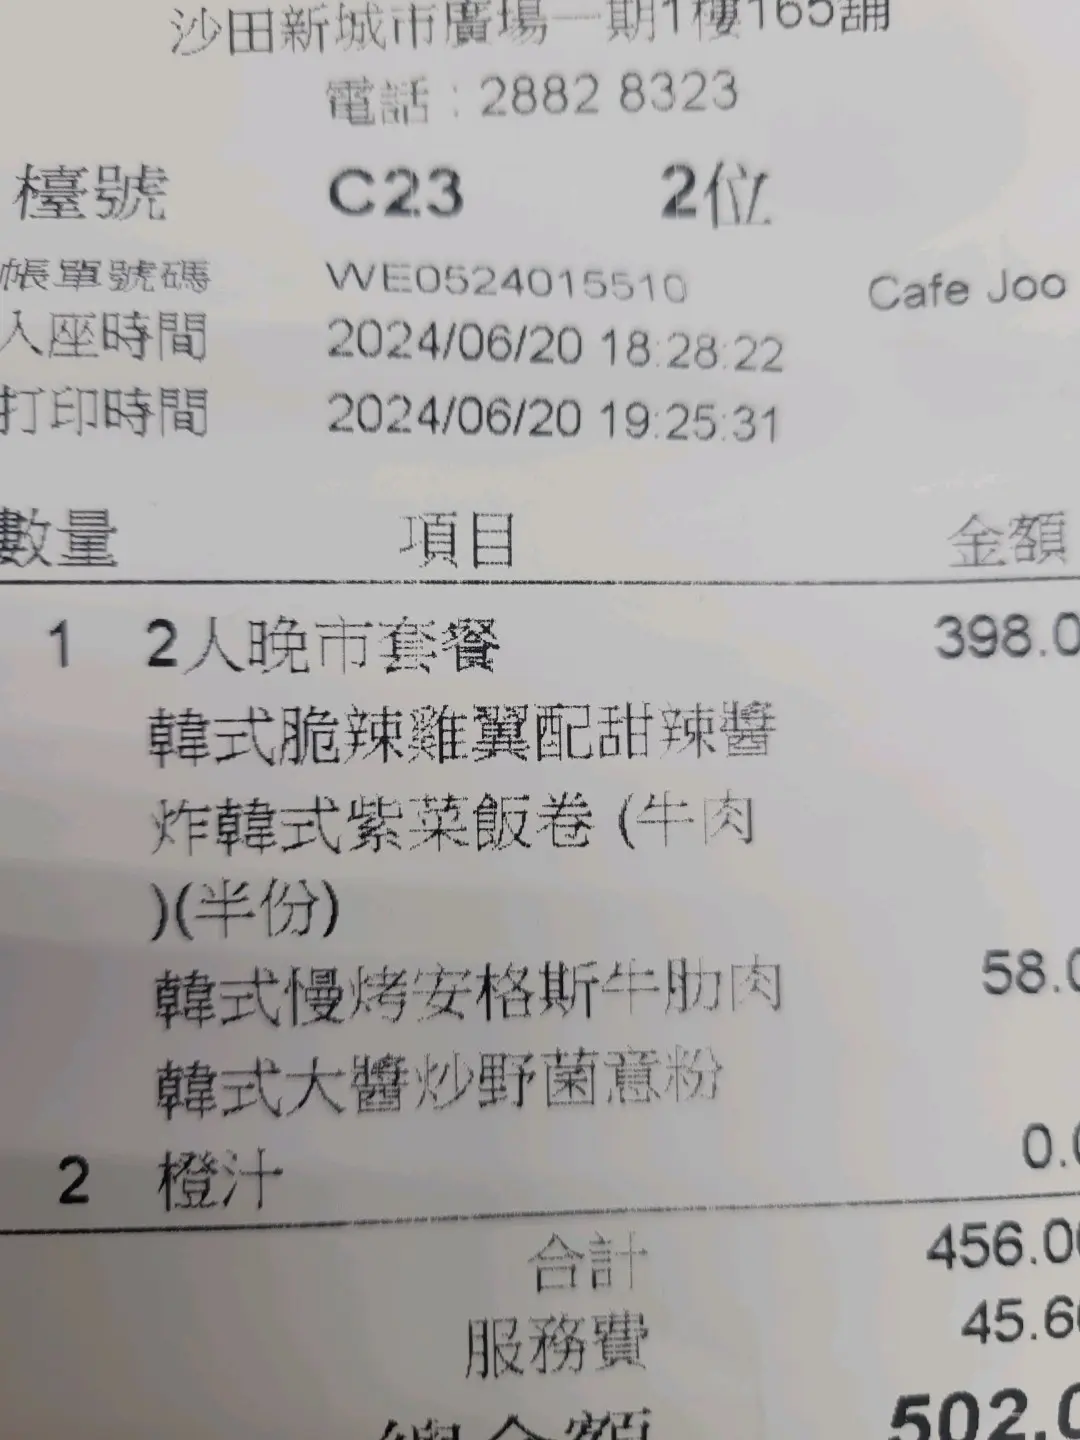 沙田新城市廣場一期1樓165舖
電話 : 2882 8323
檯號 C23 2位
帳單號碼 WE0524015510 Cafe Joo
入座時間 2024/06/20 18:28:22
打印時間 2024/06/20 19:25:31
數量 項目 金額
1 2人晚市套餐 398.0
韓式脆辣雞翼配甜辣醬
炸韓式紫菜飯卷 (牛肉
)(半份)
韓式慢烤安格斯牛肋肉 58.0
韓式大醬炒野菌意粉
2 橙汁 0.0
合計 456.00
服務費 45.60
總金額 502.0